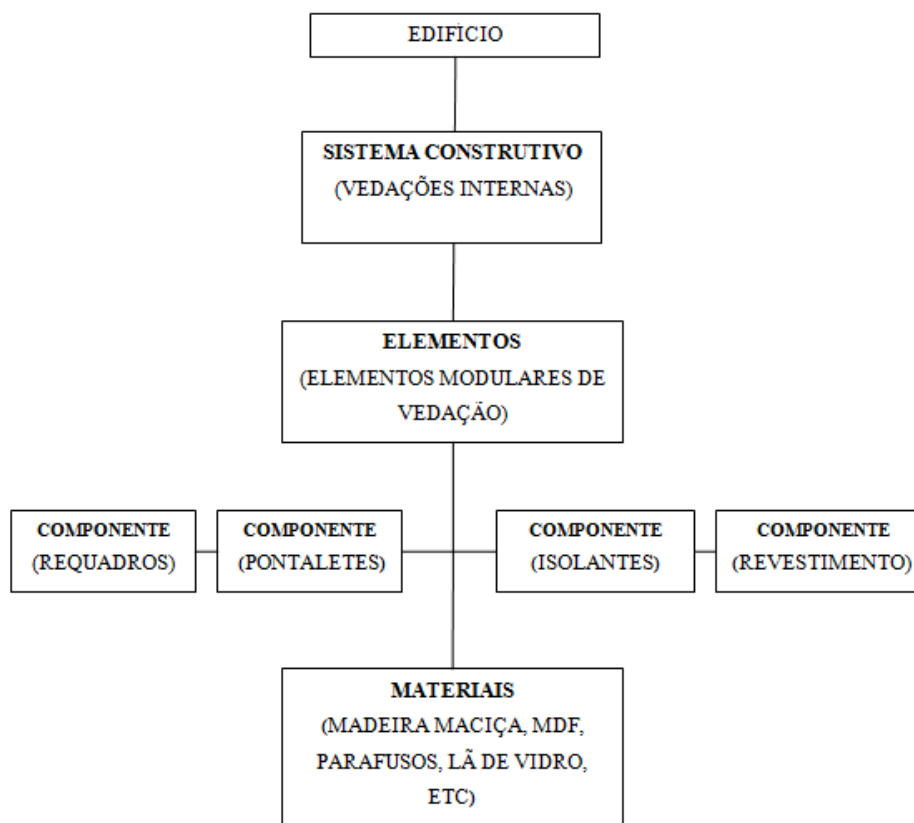 EDIFÍCIO
SISTEMA CONSTRUTIVO
(VEDAÇÕES INTERNAS)
ELEMENTOS
(ELEMENTOS MODULARES DE
VEDAÇÃO)
COMPONENTE
(REQUADROS)
COMPONENTE
(PONTALETES)
COMPONENTE
(ISOLANTES)
COMPONENTE
(REVESTIMENTO)
MATERIAIS
(MADEIRA MACIÇA, MDF,
PARAFUSOS, LÃ DE VIDRO,
ETC)